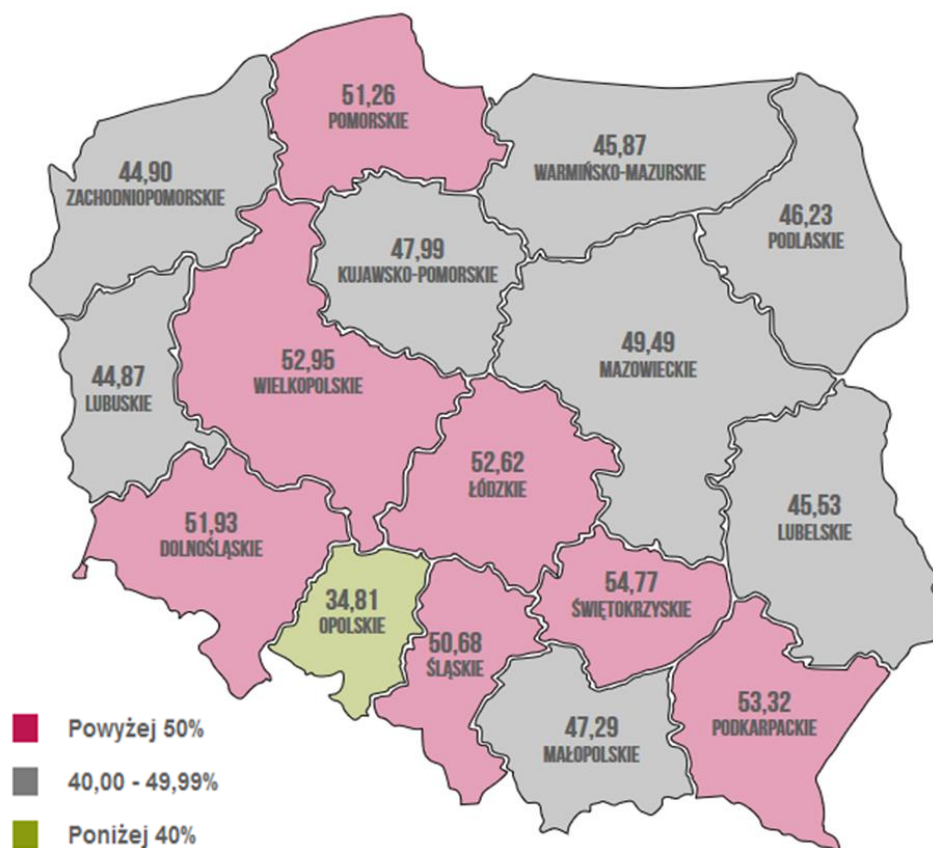 51,26
POMORSKIE
45,87
WARMIŃSKO-MAZURSKIE
44,90
ZACHODNIOPOMORSKIE
46,23
PODLASKIE
47,99
KUJAWSKO-POMORSKIE
49,49
MAZOWIECKIE
52,95
WIELKOPOLSKIE
44,87
LUBUSKIE
52,62
ŁÓDZKIE
45,53
LUBELSKIE
51,93
DOLNOŚLĄSKIE
54,77
ŚWIĘTOKRZYSKIE
34,81
OPOLSKIE
50,68
ŚLĄSKIE
53,32
PODKARPACKIE
47,29
MAŁOPOLSKIE
Powyżej 50%
40,00 - 49,99%
Poniżej 40%